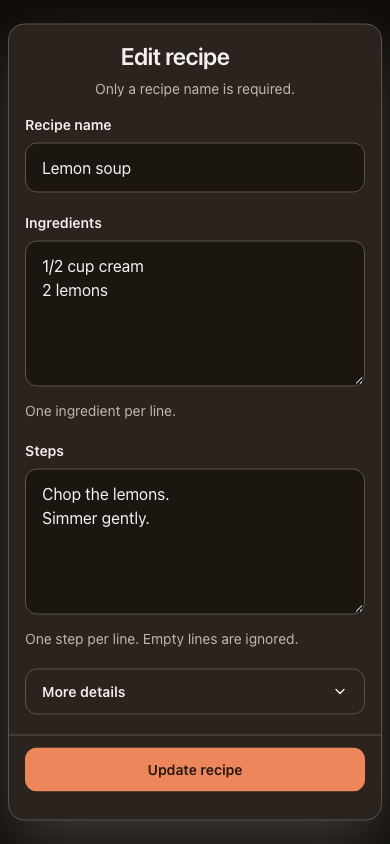 Edit recipe
Only a recipe name is required.
Recipe name
Lemon soup
Ingredients
1/2 cup cream
2 lemons
One ingredient per line.
Steps
Chop the lemons.
Simmer gently.
One step per line. Empty lines are ignored.
More details
Update recipe